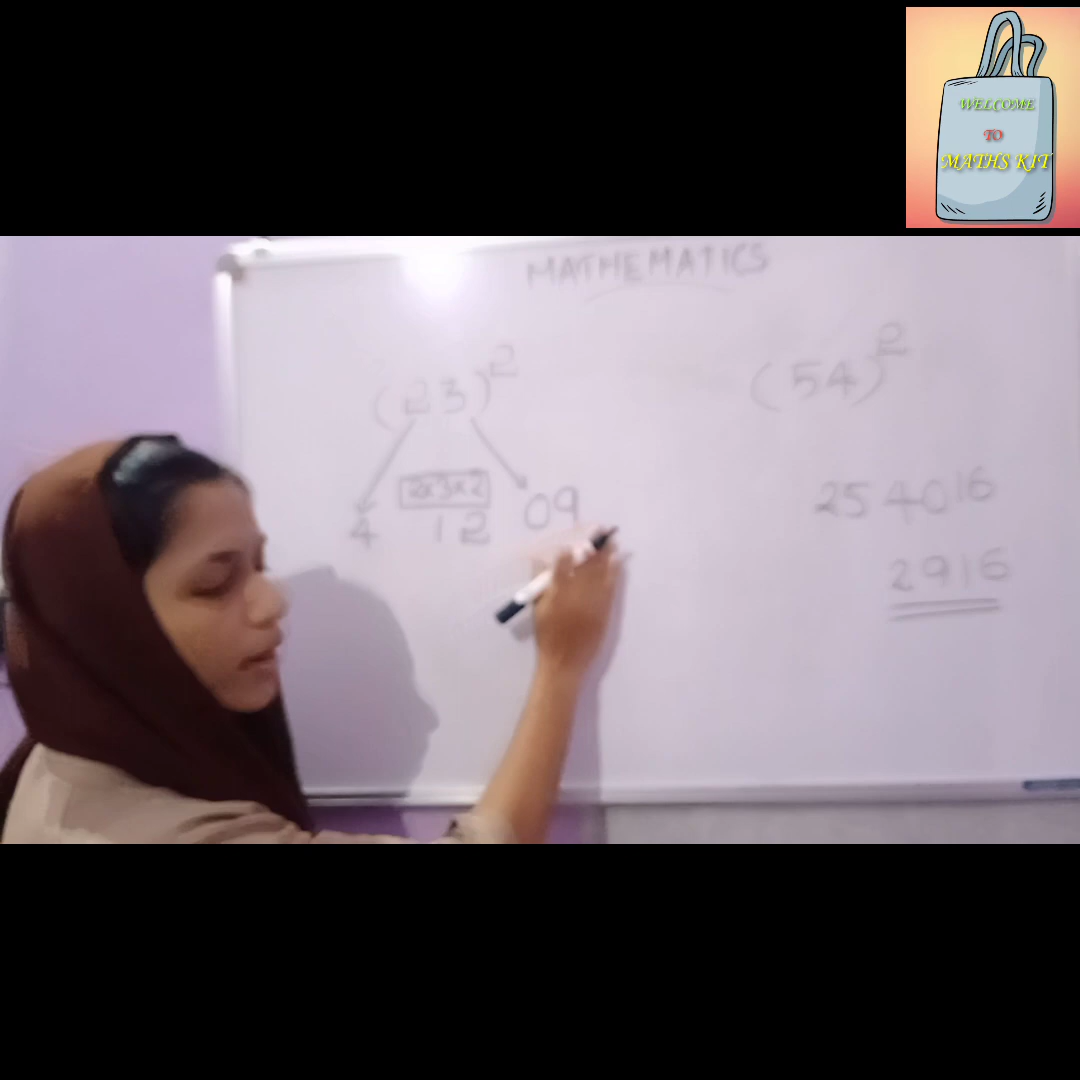 WELCOME
TO
MATHS KIT
MATHEMATICS
(23)²
2x3x2
4 12 09
(54)²
25 40 16
2916